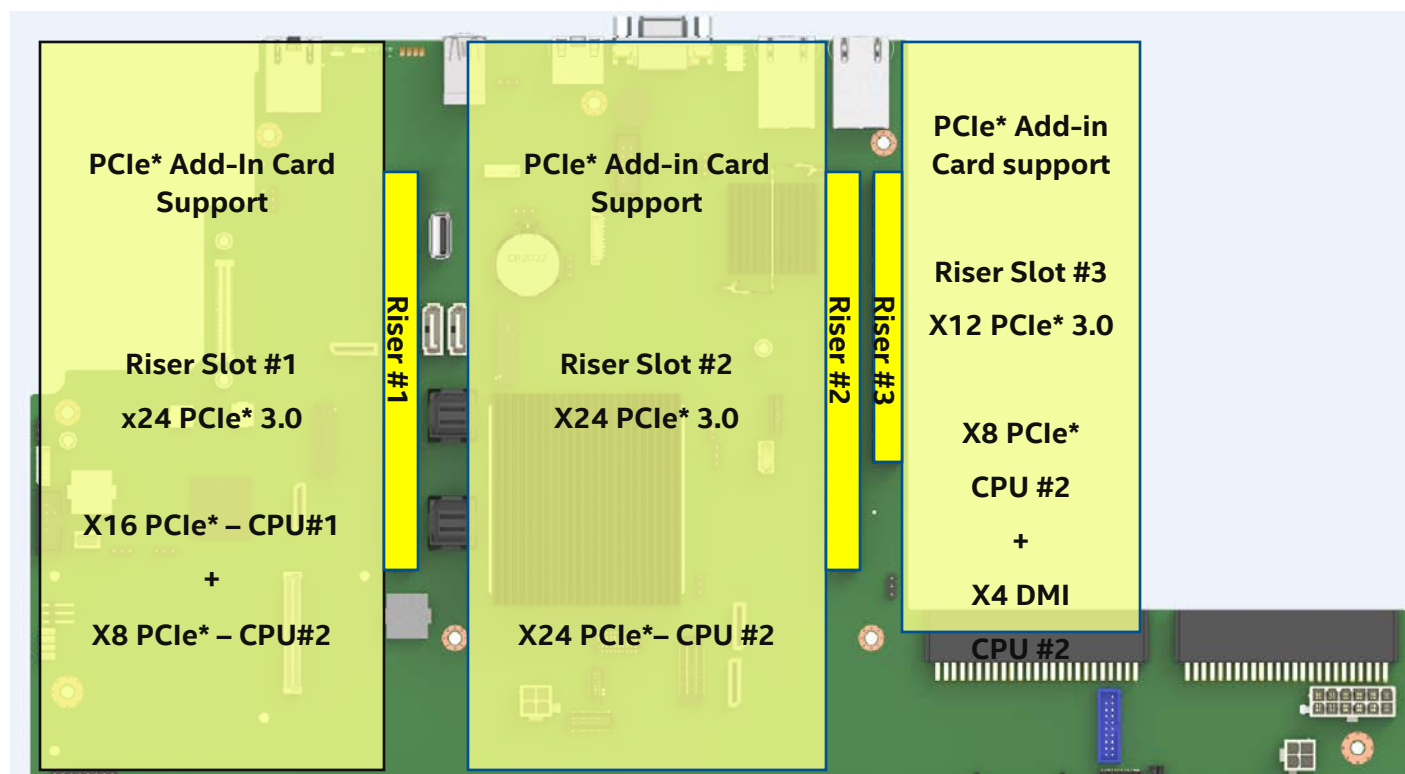 PCIe* Add-In Card
Support
Riser Slot #1
x24 PCIe* 3.0
X16 PCIe* – CPU#1
+
X8 PCIe* – CPU#2
Riser #1
PCIe* Add-in Card
Support
CR2032
Riser Slot #2
X24 PCIe* 3.0
X24 PCIe*– CPU #2
Riser #2
Riser #3
PCIe* Add-in
Card support
Riser Slot #3
X12 PCIe* 3.0
X8 PCIe*
CPU #2
+
X4 DMI
CPU #2